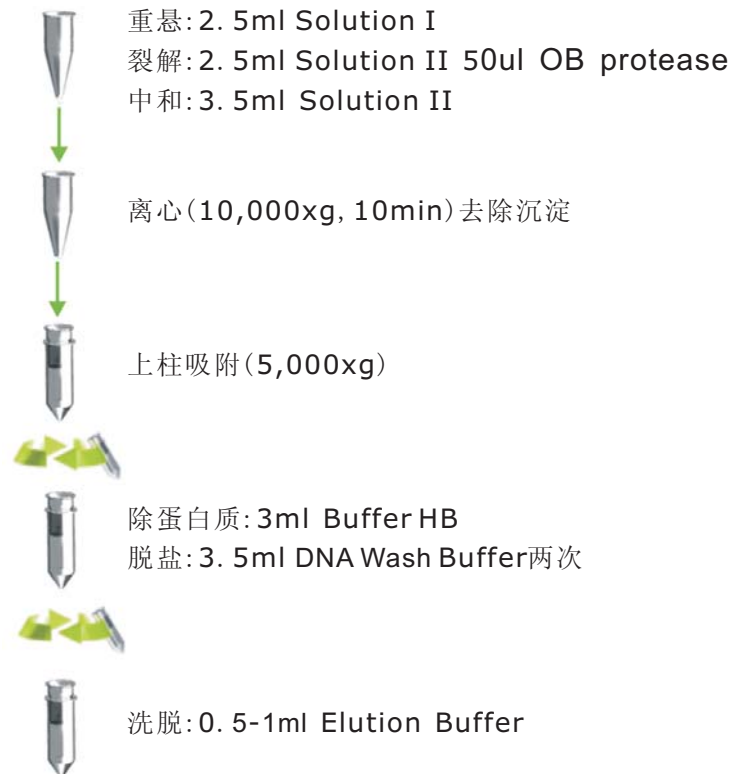 重悬:2.5ml Solution I
裂解:2.5ml Solution II 50ul OB protease
中和:3.5ml Solution II
离心(10,000xg,10min)去除沉淀
上柱吸附(5,000xg)
除蛋白质:3ml Buffer HB
脱盐:3.5ml DNA Wash Buffer两次
洗脱:0.5-1ml Elution Buffer